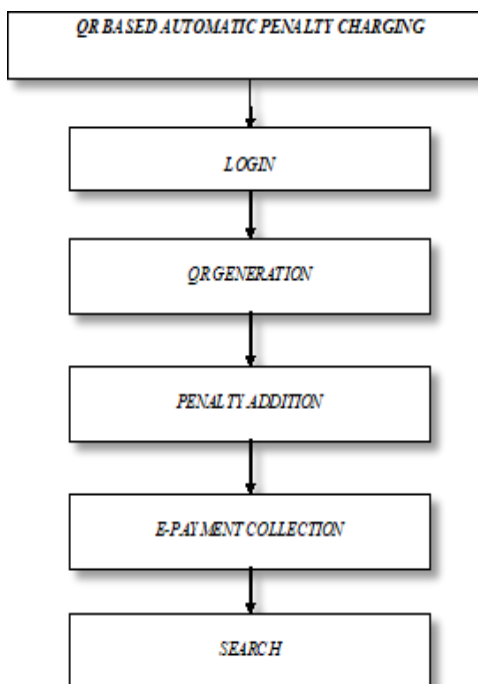 QR BASED AUTOMATIC PENALTY CHARGING
LOGIN
QR GENERATION
PENALTY ADDITION
E-PAYMENT COLLECTION
SEARCH